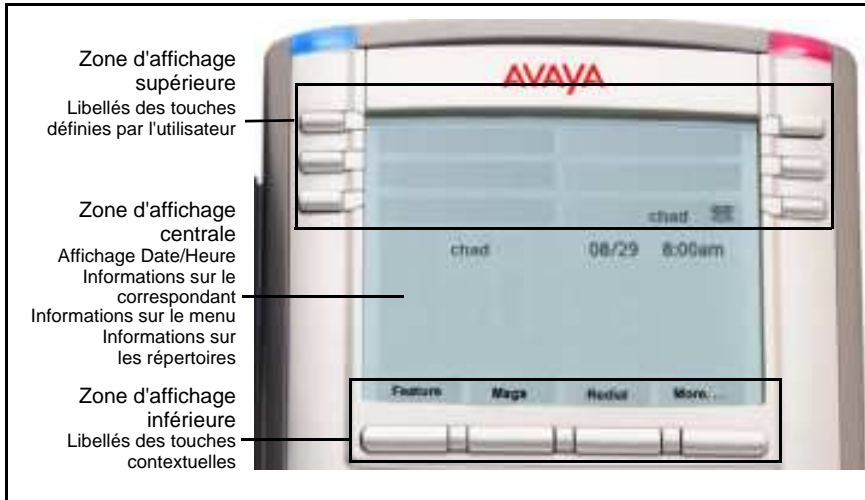 Zone d'affichage
supérieure
Libellés des touches
définies par l'utilisateur
AVAYA
chad
Zone d'affichage
centrale
Affichage Date/Heure
Informations sur le
correspondant
Informations sur le menu
Informations sur
les répertoires
chad 08/29 8:00am
Zone d'affichage
inférieure
Libellés des touches
contextuelles
Feature Msgs Redial More...